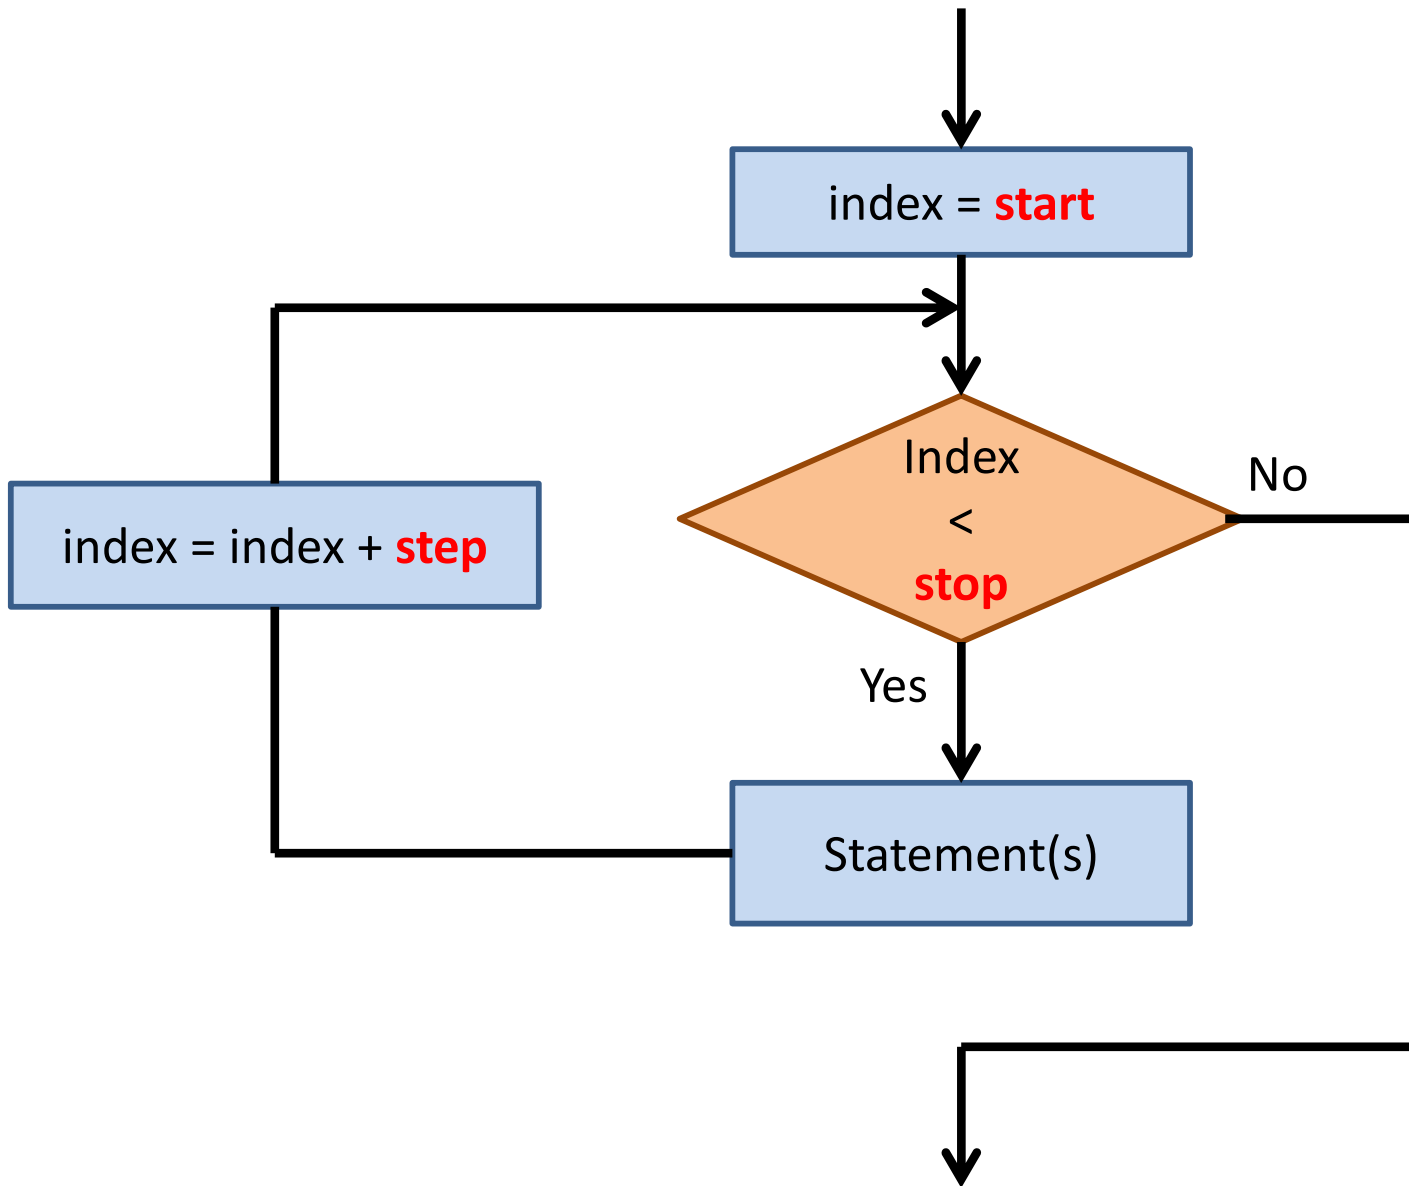 index = start
Index
<
stop
No
index = index + step
Yes
Statement(s)